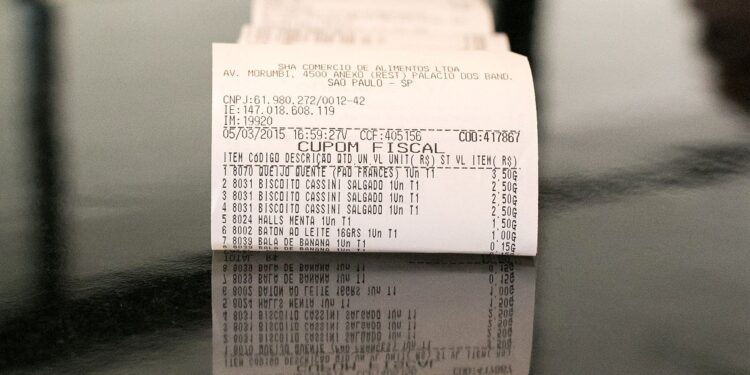 SHA COMERCIO DE ALIMENTOS LTDA
AV. MORUMBI, 4500 ANEXO (REST) PALACIO DOS BAND.
SAO PAULO - SP
CNPJ:61.980.272/0012-42
IE:147.018.608.119
IM:19920
05/03/2015 16:59:27V CCF:405156 COO:417867
CUPOM FISCAL
ITEM CÓDIGO DESCRIÇÃO QTD UN VL UNIT( R$) ST VL ITEM( R$)
1 8070 QUEIJO QUENTE (PAO FRANCES) 1Un T1 3,50G
2 8031 BISCOITO CASSINI SALGADO 1Un T1 2,50G
3 8031 BISCOITO CASSINI SALGADO 1Un T1 2,50G
4 8031 BISCOITO CASSINI SALGADO 1Un T1 2,50G
5 8024 HALLS MENTA 1Un T1 1,50G
6 8002 BATON AO LEITE 16GRS 1Un T1 1,00G
7 8039 BALA DE BANANA 1Un T1 0,15G